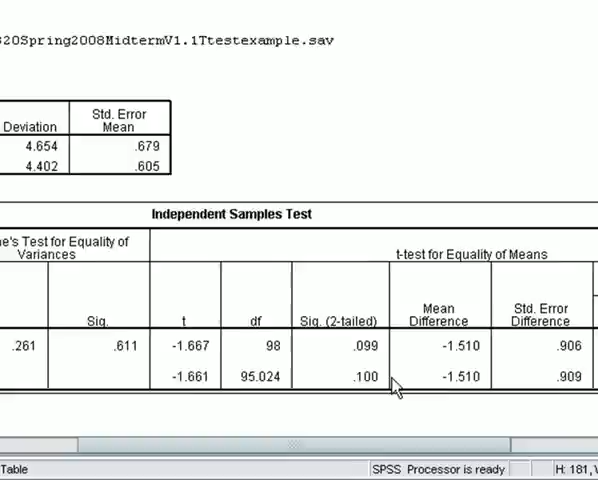 320Spring2008MidtermV1.1Ttestexample.sav
Std. Error
Deviation Mean
4.654 .679
4.402 .605
Independent Samples Test
ne's Test for Equality of
Variances
t-test for Equality of Means
Mean Std. Error
Sig. t df Sig. (2-tailed) Difference Difference
.261 .611 -1.667 98 .099 -1.510 .906
-1.661 95.024 .100 -1.510 .909
Table SPSS Processor is ready H: 181,